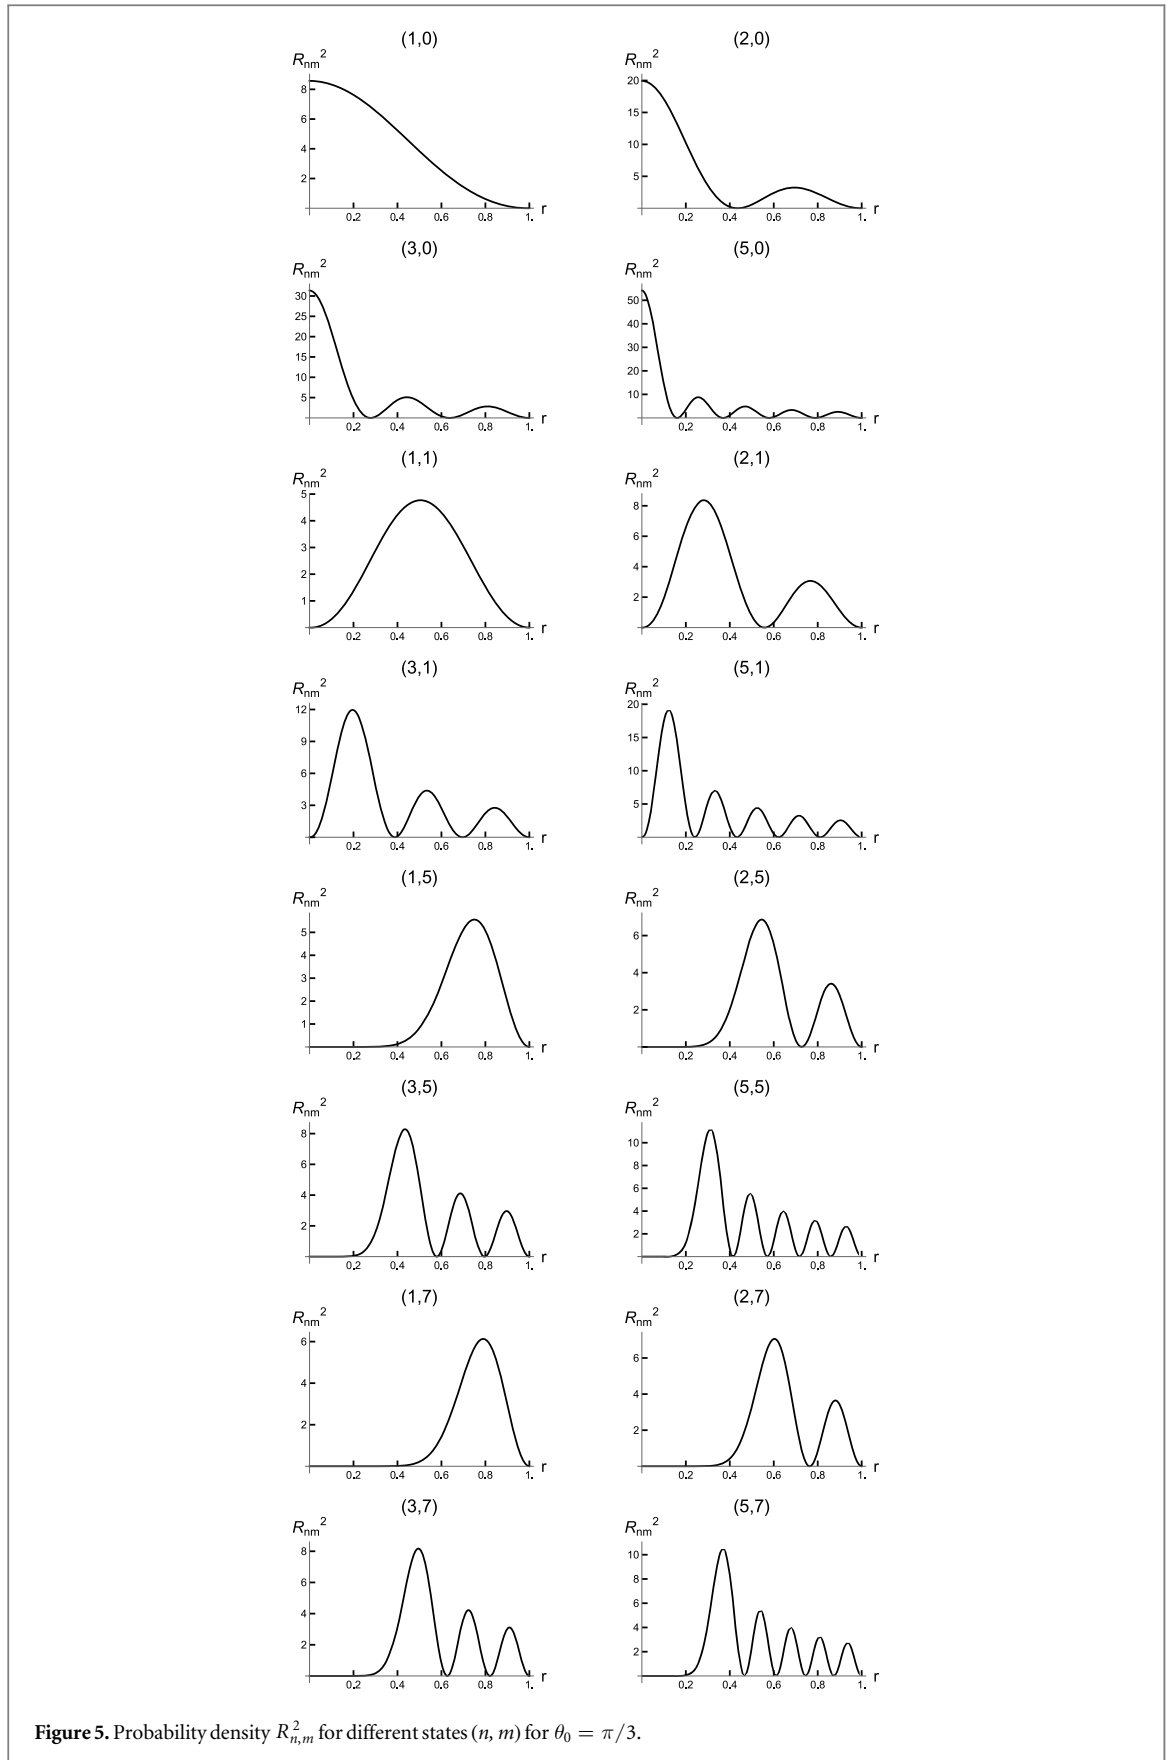 (1,0)
R_nm^2
8
6
4
2
0.2 0.4 0.6 0.8 1. r
(2,0)
R_nm^2
20
15
10
5
0.2 0.4 0.6 0.8 1. r
(3,0)
R_nm^2
30
25
20
15
10
5
0.2 0.4 0.6 0.8 1. r
(5,0)
R_nm^2
50
40
30
20
10
0.2 0.4 0.6 0.8 1. r
(1,1)
R_nm^2
5
4
3
2
1
0.2 0.4 0.6 0.8 1. r
(2,1)
R_nm^2
8
6
4
2
0.2 0.4 0.6 0.8 1. r
(3,1)
R_nm^2
12
9
6
3
0.2 0.4 0.6 0.8 1. r
(5,1)
R_nm^2
20
15
10
5
0.2 0.4 0.6 0.8 1. r
(1,5)
R_nm^2
5
4
3
2
1
0.2 0.4 0.6 0.8 1. r
(2,5)
R_nm^2
6
4
2
0.2 0.4 0.6 0.8 1. r
(3,5)
R_nm^2
8
6
4
2
0.2 0.4 0.6 0.8 1. r
(5,5)
R_nm^2
10
8
6
4
2
0.2 0.4 0.6 0.8 1. r
(1,7)
R_nm^2
6
4
2
0.2 0.4 0.6 0.8 1. r
(2,7)
R_nm^2
6
4
2
0.2 0.4 0.6 0.8 1. r
(3,7)
R_nm^2
8
6
4
2
0.2 0.4 0.6 0.8 1. r
(5,7)
R_nm^2
10
8
6
4
2
0.2 0.4 0.6 0.8 1. r
Figure 5. Probability density R²_n,m for different states (n, m) for θ₀ = π/3.